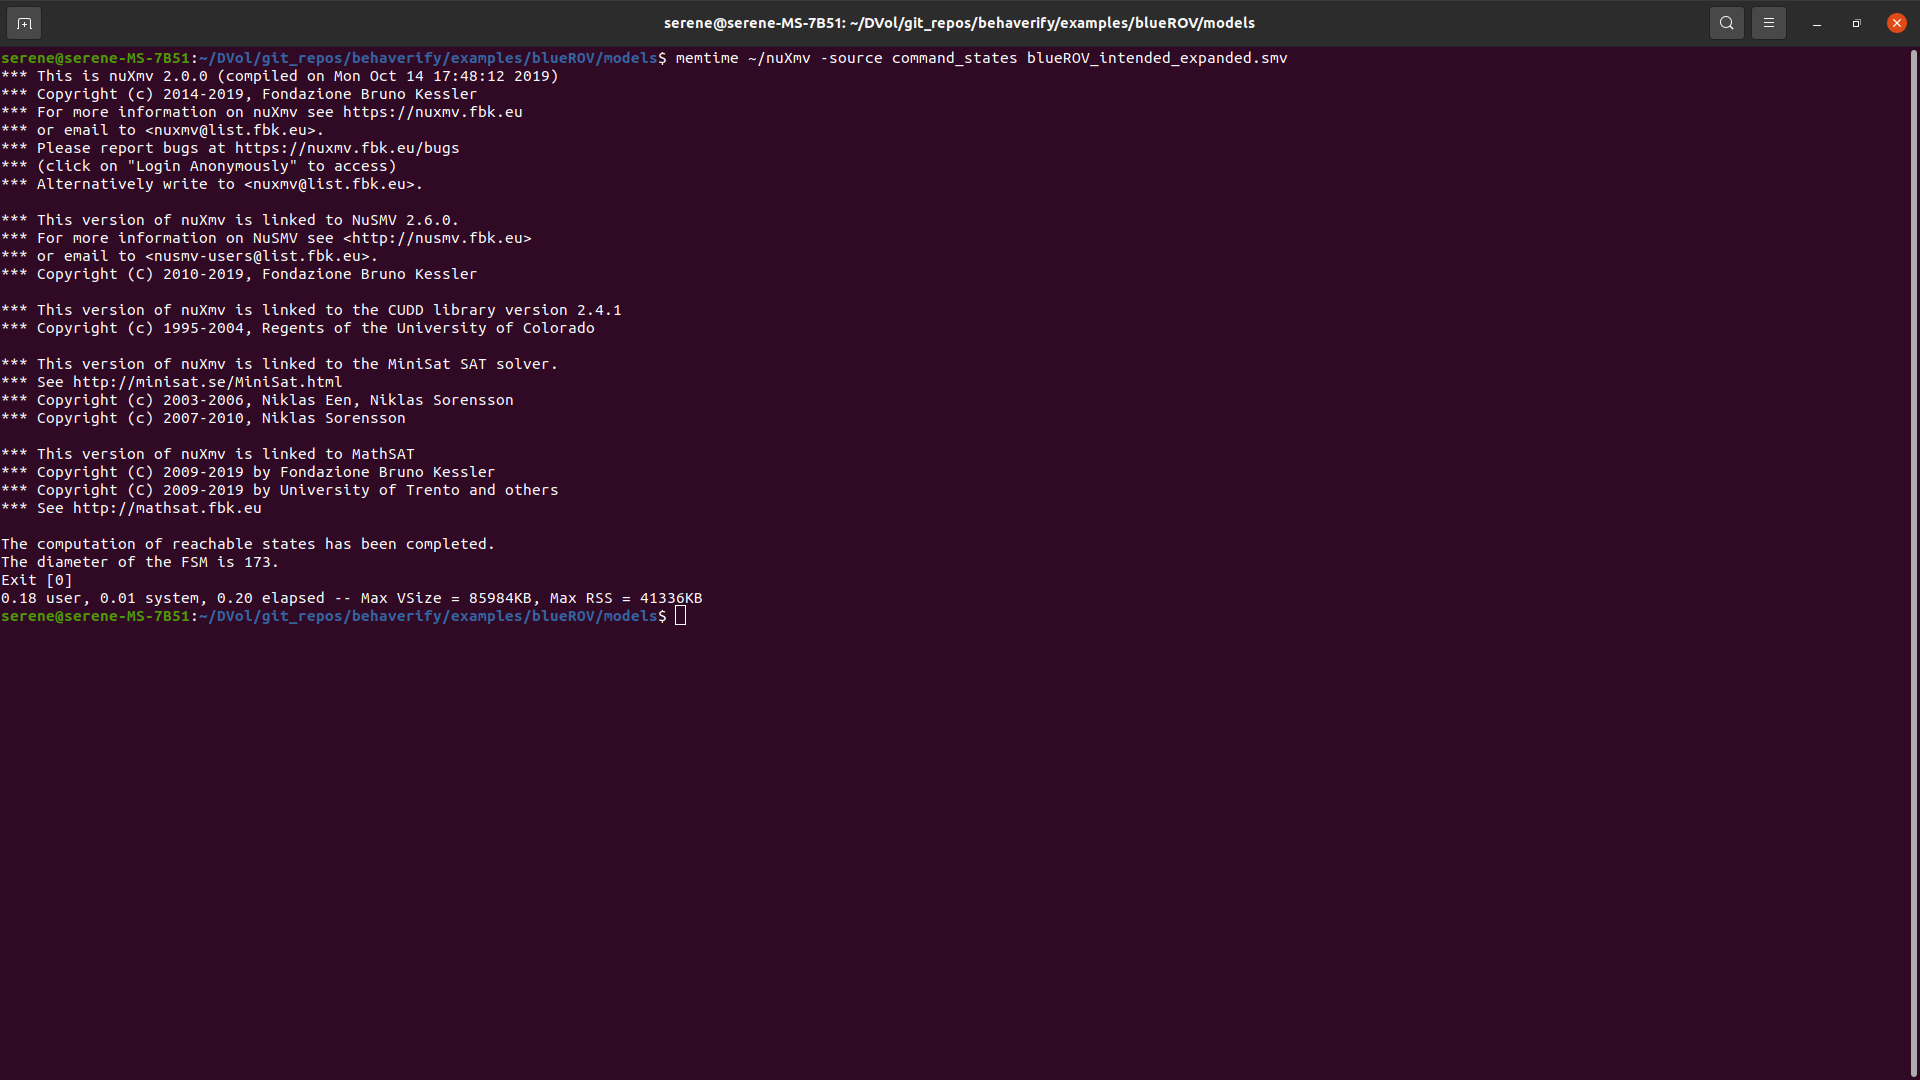 serene@serene-MS-7B51: ~/DVol/git_repos/behaverify/examples/blueROV/models
serene@serene-MS-7B51:~/DVol/git_repos/behaverify/examples/blueROV/models$ memtime ~/nuXmv -source command_states blueROV_intended_expanded.smv
*** This is nuXmv 2.0.0 (compiled on Mon Oct 14 17:48:12 2019)
*** Copyright (c) 2014-2019, Fondazione Bruno Kessler
*** For more information on nuXmv see https://nuxmv.fbk.eu
*** or email to <nuxmv@list.fbk.eu>.
*** Please report bugs at https://nuxmv.fbk.eu/bugs
*** (click on "Login Anonymously" to access)
*** Alternatively write to <nuxmv@list.fbk.eu>.
*** This version of nuXmv is linked to NuSMV 2.6.0.
*** For more information on NuSMV see <http://nusmv.fbk.eu>
*** or email to <nusmv-users@list.fbk.eu>.
*** Copyright (C) 2010-2019, Fondazione Bruno Kessler
*** This version of nuXmv is linked to the CUDD library version 2.4.1
*** Copyright (c) 1995-2004, Regents of the University of Colorado
*** This version of nuXmv is linked to the MiniSat SAT solver.
*** See http://minisat.se/MiniSat.html
*** Copyright (c) 2003-2006, Niklas Een, Niklas Sorensson
*** Copyright (c) 2007-2010, Niklas Sorensson
*** This version of nuXmv is linked to MathSAT
*** Copyright (C) 2009-2019 by Fondazione Bruno Kessler
*** Copyright (C) 2009-2019 by University of Trento and others
*** See http://mathsat.fbk.eu
The computation of reachable states has been completed.
The diameter of the FSM is 173.
Exit [0]
0.18 user, 0.01 system, 0.20 elapsed -- Max VSize = 85984KB, Max RSS = 41336KB
serene@serene-MS-7B51:~/DVol/git_repos/behaverify/examples/blueROV/models$